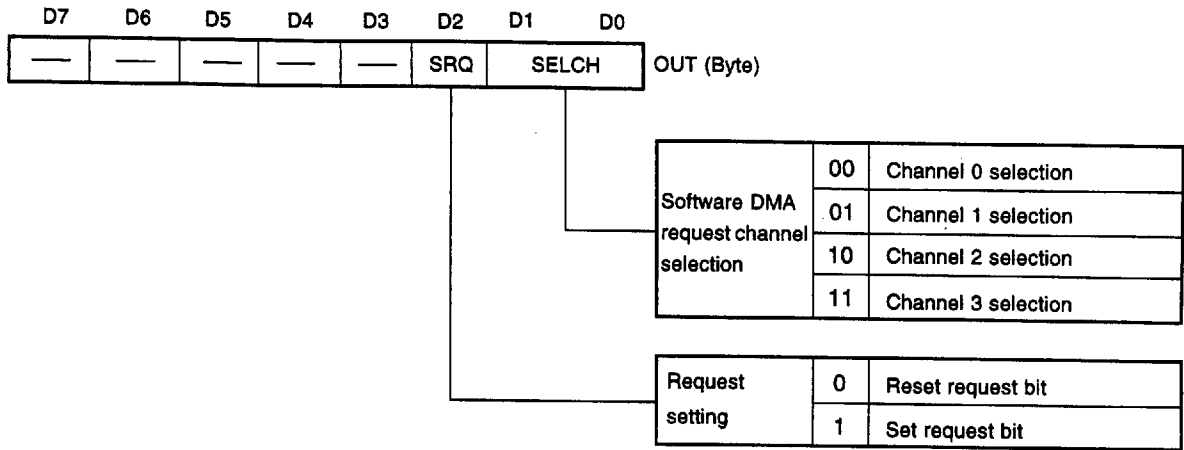 D7 D6 D5 D4 D3 D2 D1 D0
— — — — — SRQ SELCH OUT (Byte)
Software DMA
request channel
selection
00 Channel 0 selection
01 Channel 1 selection
10 Channel 2 selection
11 Channel 3 selection
Request
setting
0 Reset request bit
1 Set request bit